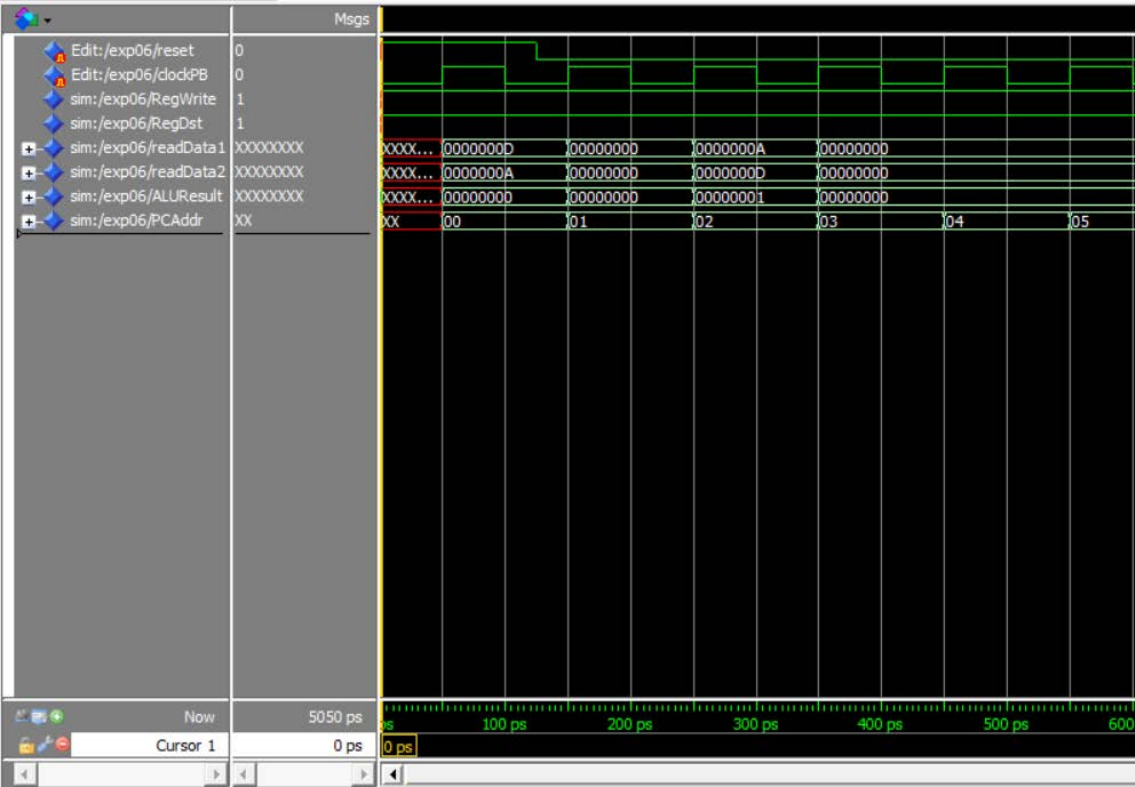 Msgs
Edit:/exp06/reset 0
Edit:/exp06/clockPB 0
sim:/exp06/RegWrite 1
sim:/exp06/RegDst 1
sim:/exp06/readData1 XXXXXXXX XXXX... 0000000D 00000000 0000000A 00000000
sim:/exp06/readData2 XXXXXXXX XXXX... 0000000A 00000000 0000000D 00000000
sim:/exp06/ALUResult XXXXXXXX XXXX... 00000000 00000000 00000001 00000000
sim:/exp06/PCAddr XX XX 00 01 02 03 04 05
Now 5050 ps ps 100 ps 200 ps 300 ps 400 ps 500 ps 600
Cursor 1 0 ps 0 ps